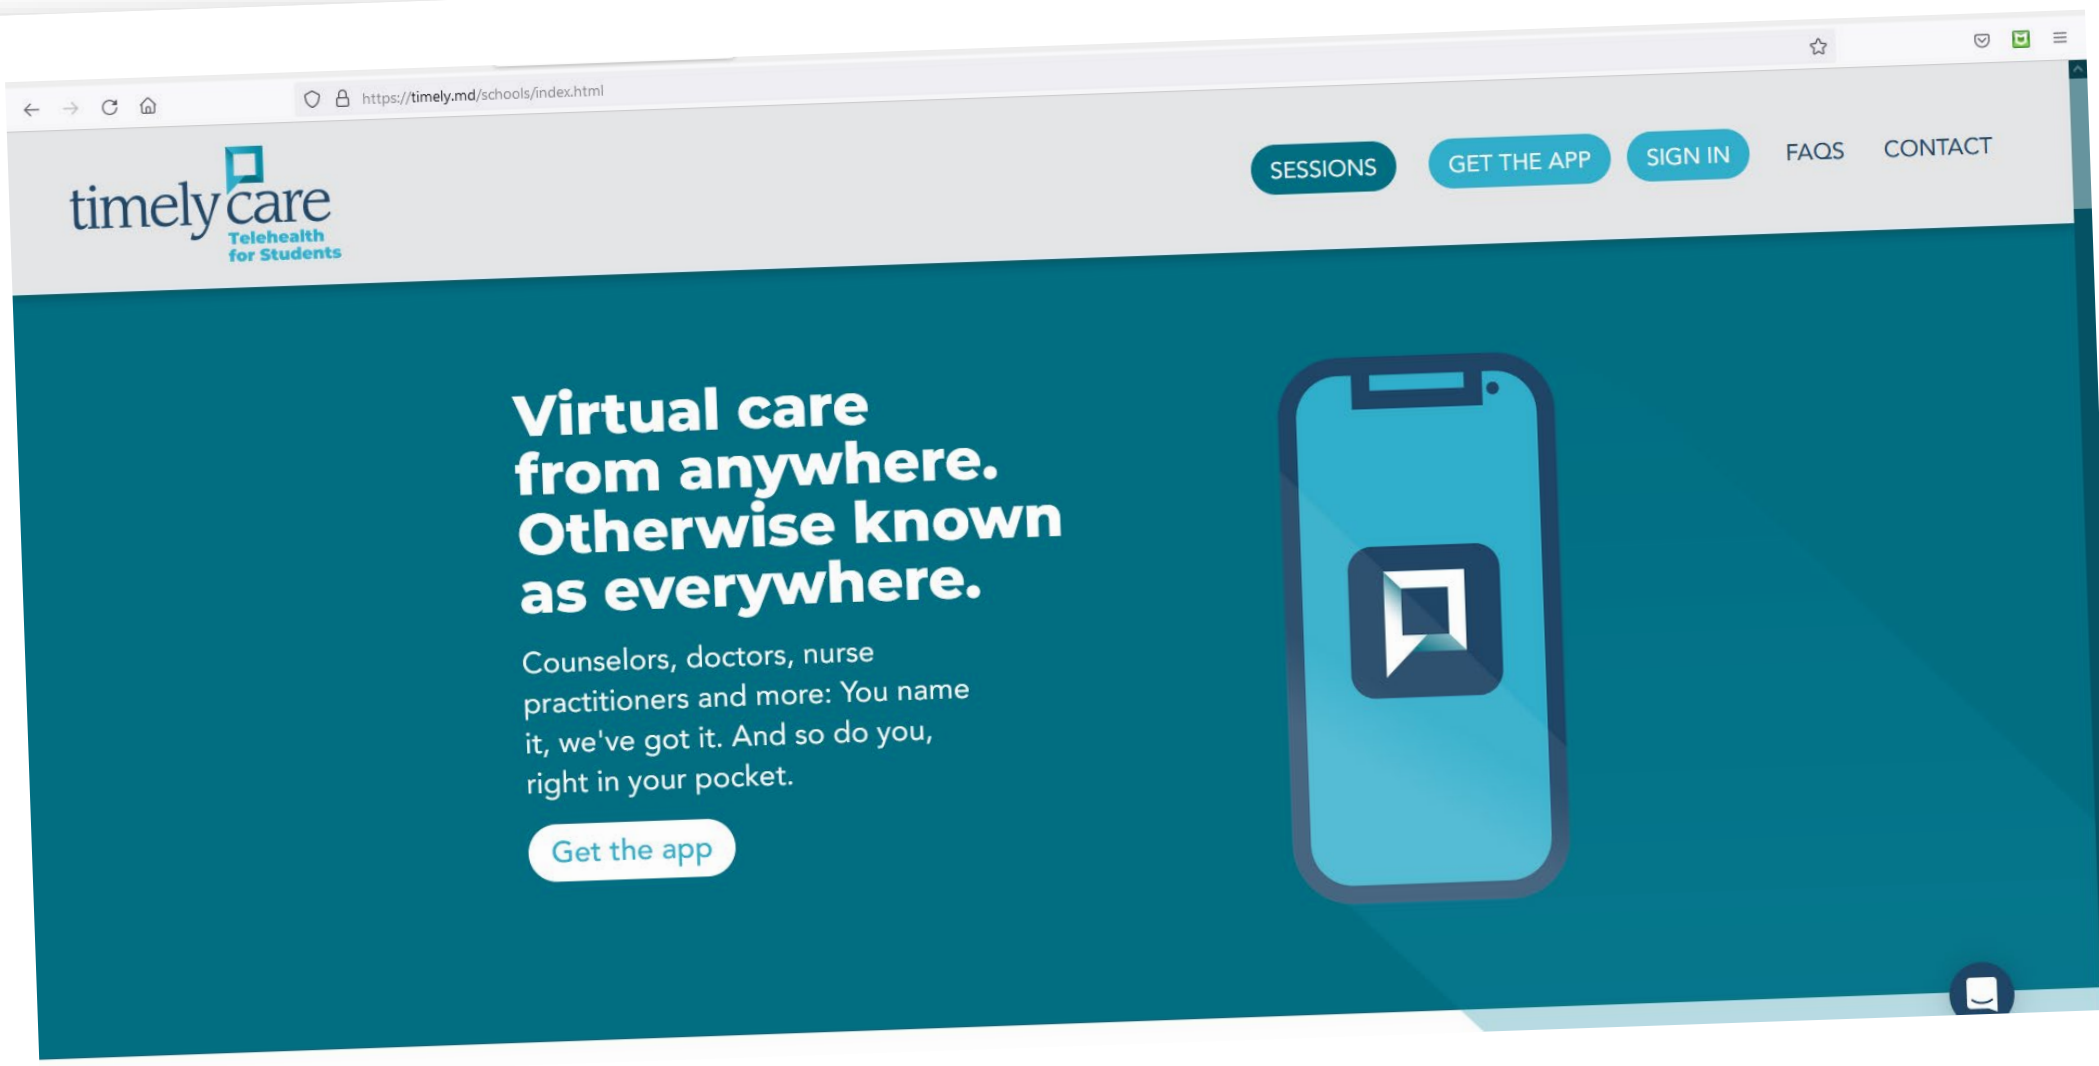 https://timely.md/schools/index.html
timelycare
Telehealth
for Students
SESSIONS
GET THE APP
SIGN IN
FAQS
CONTACT
Virtual care
from anywhere.
Otherwise known
as everywhere.
Counselors, doctors, nurse
practitioners and more: You name
it, we've got it. And so do you,
right in your pocket.
Get the app